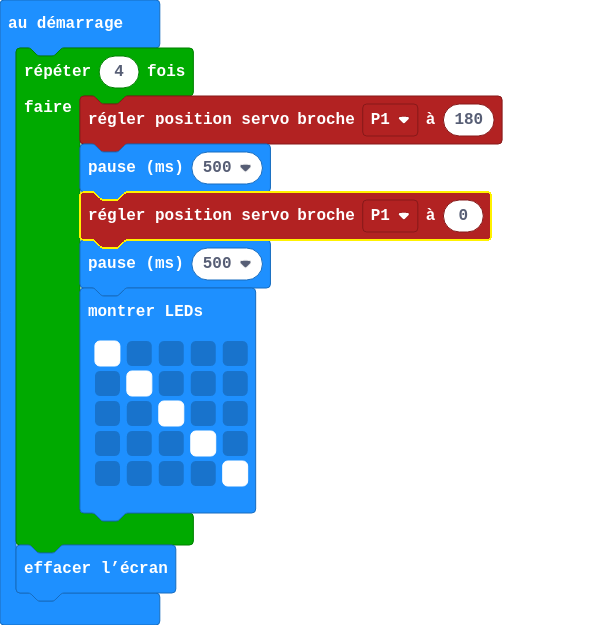 au démarrage
répéter 4 fois
faire
régler position servo broche P1 à 180
pause (ms) 500
régler position servo broche P1 à 0
pause (ms) 500
montrer LEDs
effacer l’écran